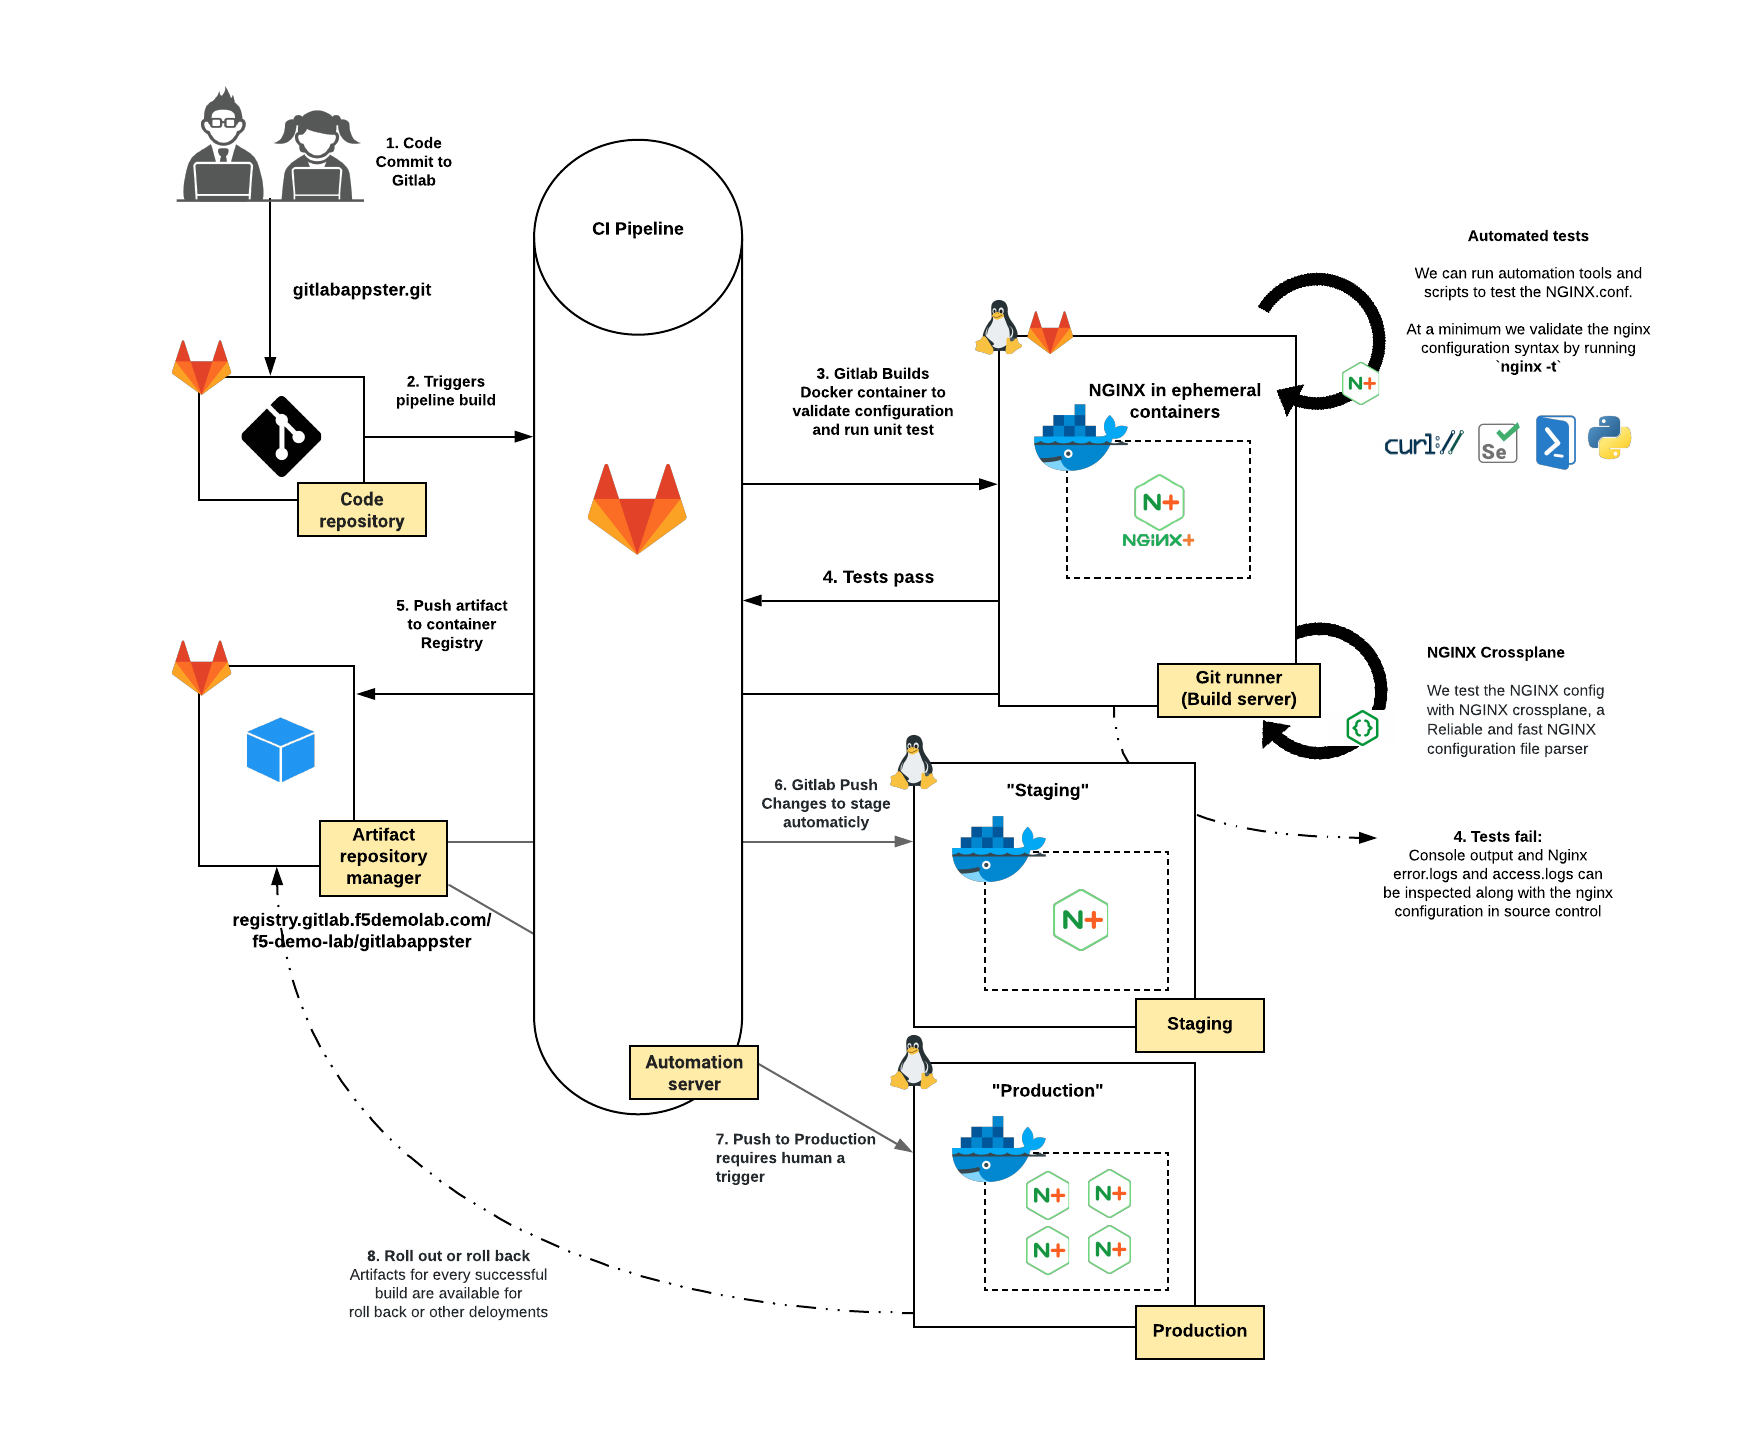 1. Code
Commit to
Gitlab
CI Pipeline
gitlabappster.git
2. Triggers
pipeline build
Code
repository
3. Gitlab Builds
Docker container to
validate configuration
and run unit test
NGINX in ephemeral
containers
N+
NGINX+
Automated tests
We can run automation tools and
scripts to test the NGINX.conf.
At a minimum we validate the nginx
configuration syntax by running
`nginx -t`
N+
curl://
Se
4. Tests pass
5. Push artifact
to container
Registry
Git runner
(Build server)
NGINX Crossplane
We test the NGINX config
with NGINX crossplane, a
Reliable and fast NGINX
configuration file parser
{}
Artifact
repository
manager
registry.gitlab.f5demolab.com/
f5-demo-lab/gitlabappster
6. Gitlab Push
Changes to stage
automaticly
"Staging"
N+
Staging
4. Tests fail:
Console output and Nginx
error.logs and access.logs can
be inspected along with the nginx
configuration in source control
Automation
server
7. Push to Production
requires human a
trigger
"Production"
N+ N+
N+ N+
Production
8. Roll out or roll back
Artifacts for every successful
build are available for
roll back or other deloyments